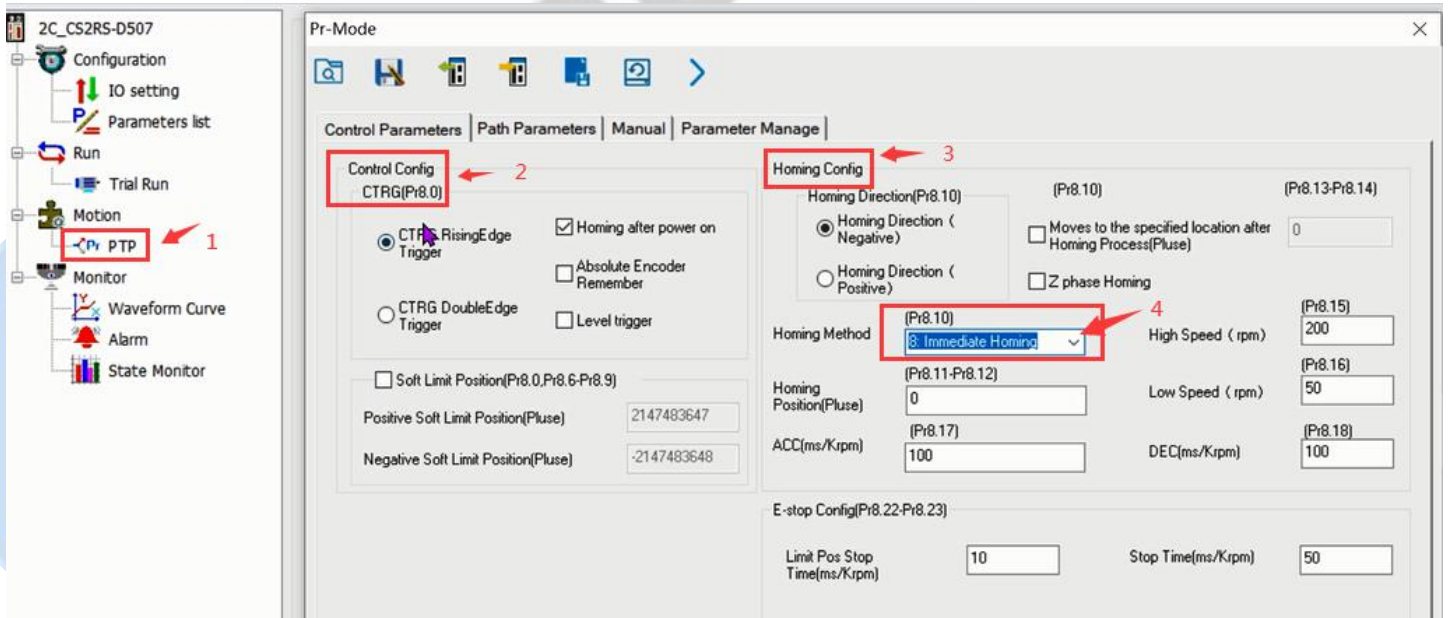 2C_CS2RS-D507
Configuration
IO setting
Parameters list
Run
Trial Run
Motion
Pr PTP
1
Monitor
Waveform Curve
Alarm
State Monitor
Pr-Mode
Control Parameters
Path Parameters
Manual
Parameter Manage
Control Config
2
CTRG(Pr8.0)
CTRG RisingEdge
Trigger
Homing after power on
Absolute Encoder
Remember
CTRG DoubleEdge
Trigger
Level trigger
Soft Limit Position(Pr8.0,Pr8.6-Pr8.9)
Positive Soft Limit Position(Pluse)
2147483647
Negative Soft Limit Position(Pluse)
-2147483648
Homing Config
3
Homing Direction(Pr8.10)
Homing Direction (
Negative)
Homing Direction (
Positive)
(Pr8.10)
(Pr8.13-Pr8.14)
Moves to the specified location after
Homing Process(Pluse)
0
Z phase Homing
Homing Method
(Pr8.10)
8: Immediate Homing
4
High Speed ( rpm)
(Pr8.15)
200
Homing
Position(Pluse)
(Pr8.11-Pr8.12)
0
Low Speed ( rpm)
(Pr8.16)
50
ACC(ms/Krpm)
(Pr8.17)
100
DEC(ms/Krpm)
(Pr8.18)
100
E-stop Config(Pr8.22-Pr8.23)
Limit Pos Stop
Time(ms/Krpm)
10
Stop Time(ms/Krpm)
50